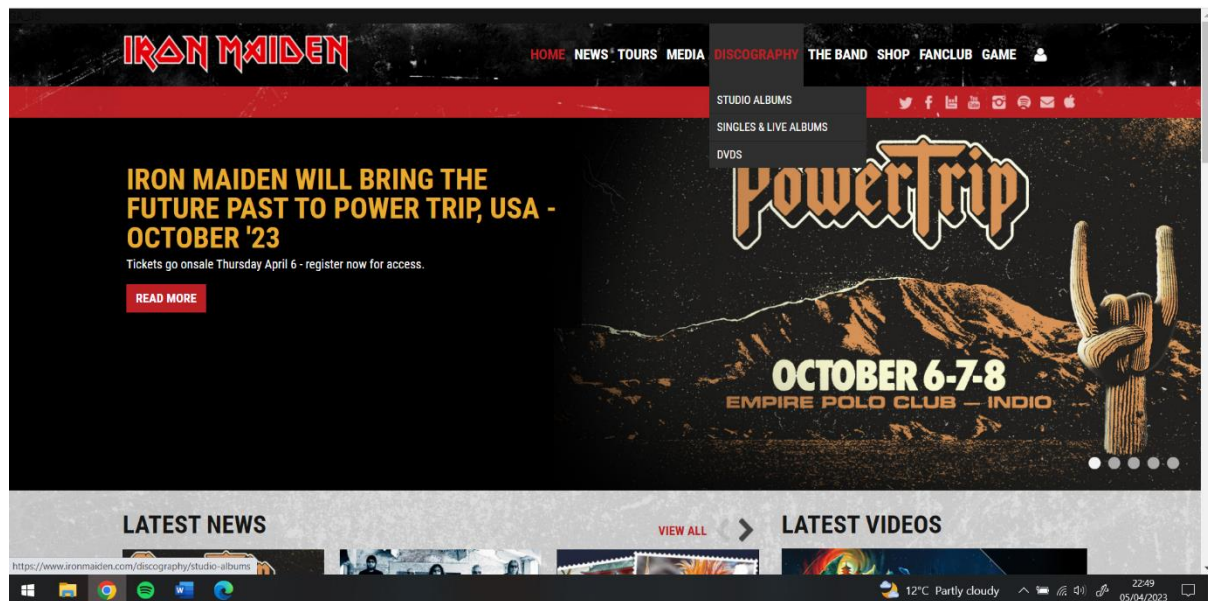 IRON MAIDEN
HOME NEWS TOURS MEDIA DISCOGRAPHY THE BAND SHOP FANCLUB GAME
STUDIO ALBUMS
SINGLES & LIVE ALBUMS
DVDS
IRON MAIDEN WILL BRING THE
FUTURE PAST TO POWER TRIP, USA -
OCTOBER '23
Tickets go onsale Thursday April 6 - register now for access.
READ MORE
PowerTrip
OCTOBER 6-7-8
EMPIRE POLO CLUB – INDIO
LATEST NEWS
VIEW ALL
LATEST VIDEOS
https://www.ironmaiden.com/discography/studio-albums
12°C Partly cloudy
22:49
05/04/2023